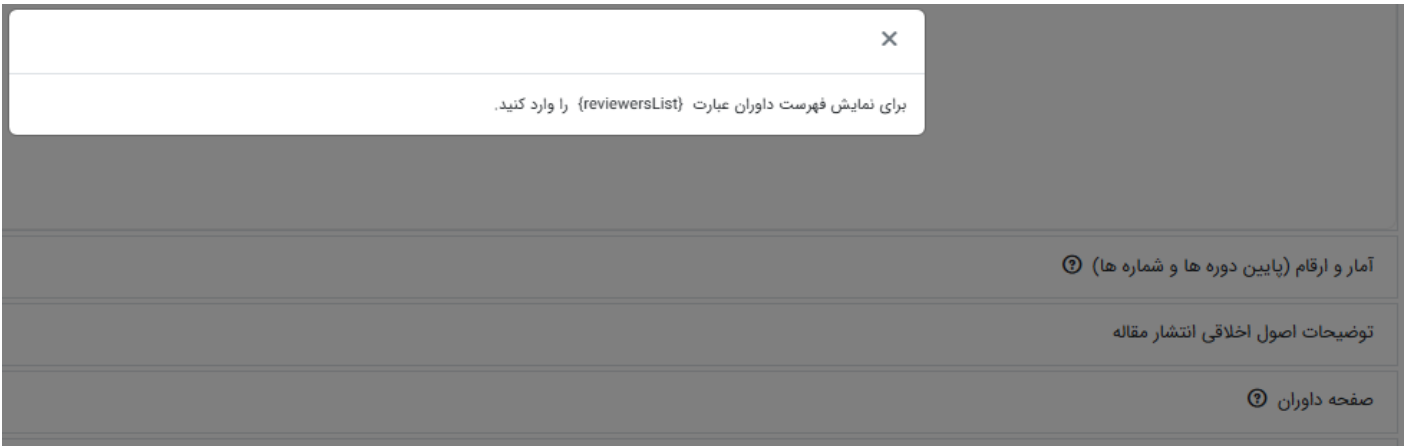 ×
برای نمایش فهرست داوران عبارت {reviewersList} را وارد کنید.
آمار و ارقام (پایین دوره ها و شماره ها)
توضیحات اصول اخلاقی انتشار مقاله
صفحه داوران